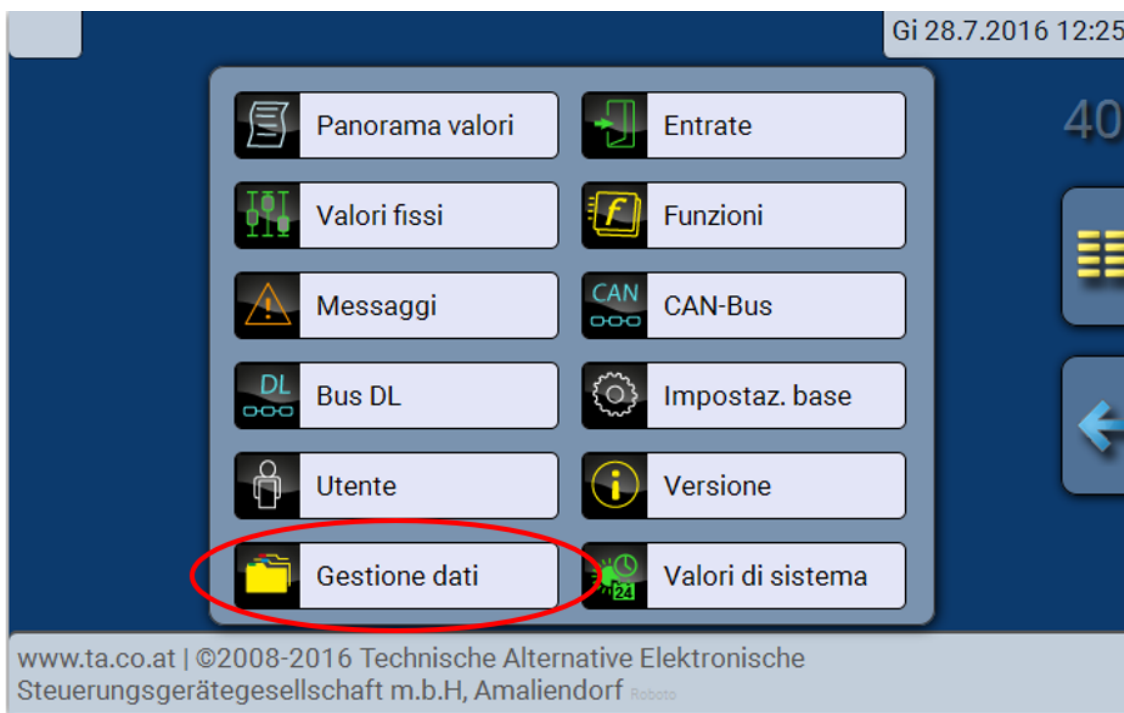 Gi 28.7.2016 12:25
40
Panorama valori
Entrate
Valori fissi
Funzioni
Messaggi
CAN
CAN-Bus
DL
Bus DL
Impostaz. base
Utente
Versione
Gestione dati
24
Valori di sistema
www.ta.co.at | ©2008-2016 Technische Alternative Elektronische
Steuerungsgerätegesellschaft m.b.H, Amaliendorf Roboto